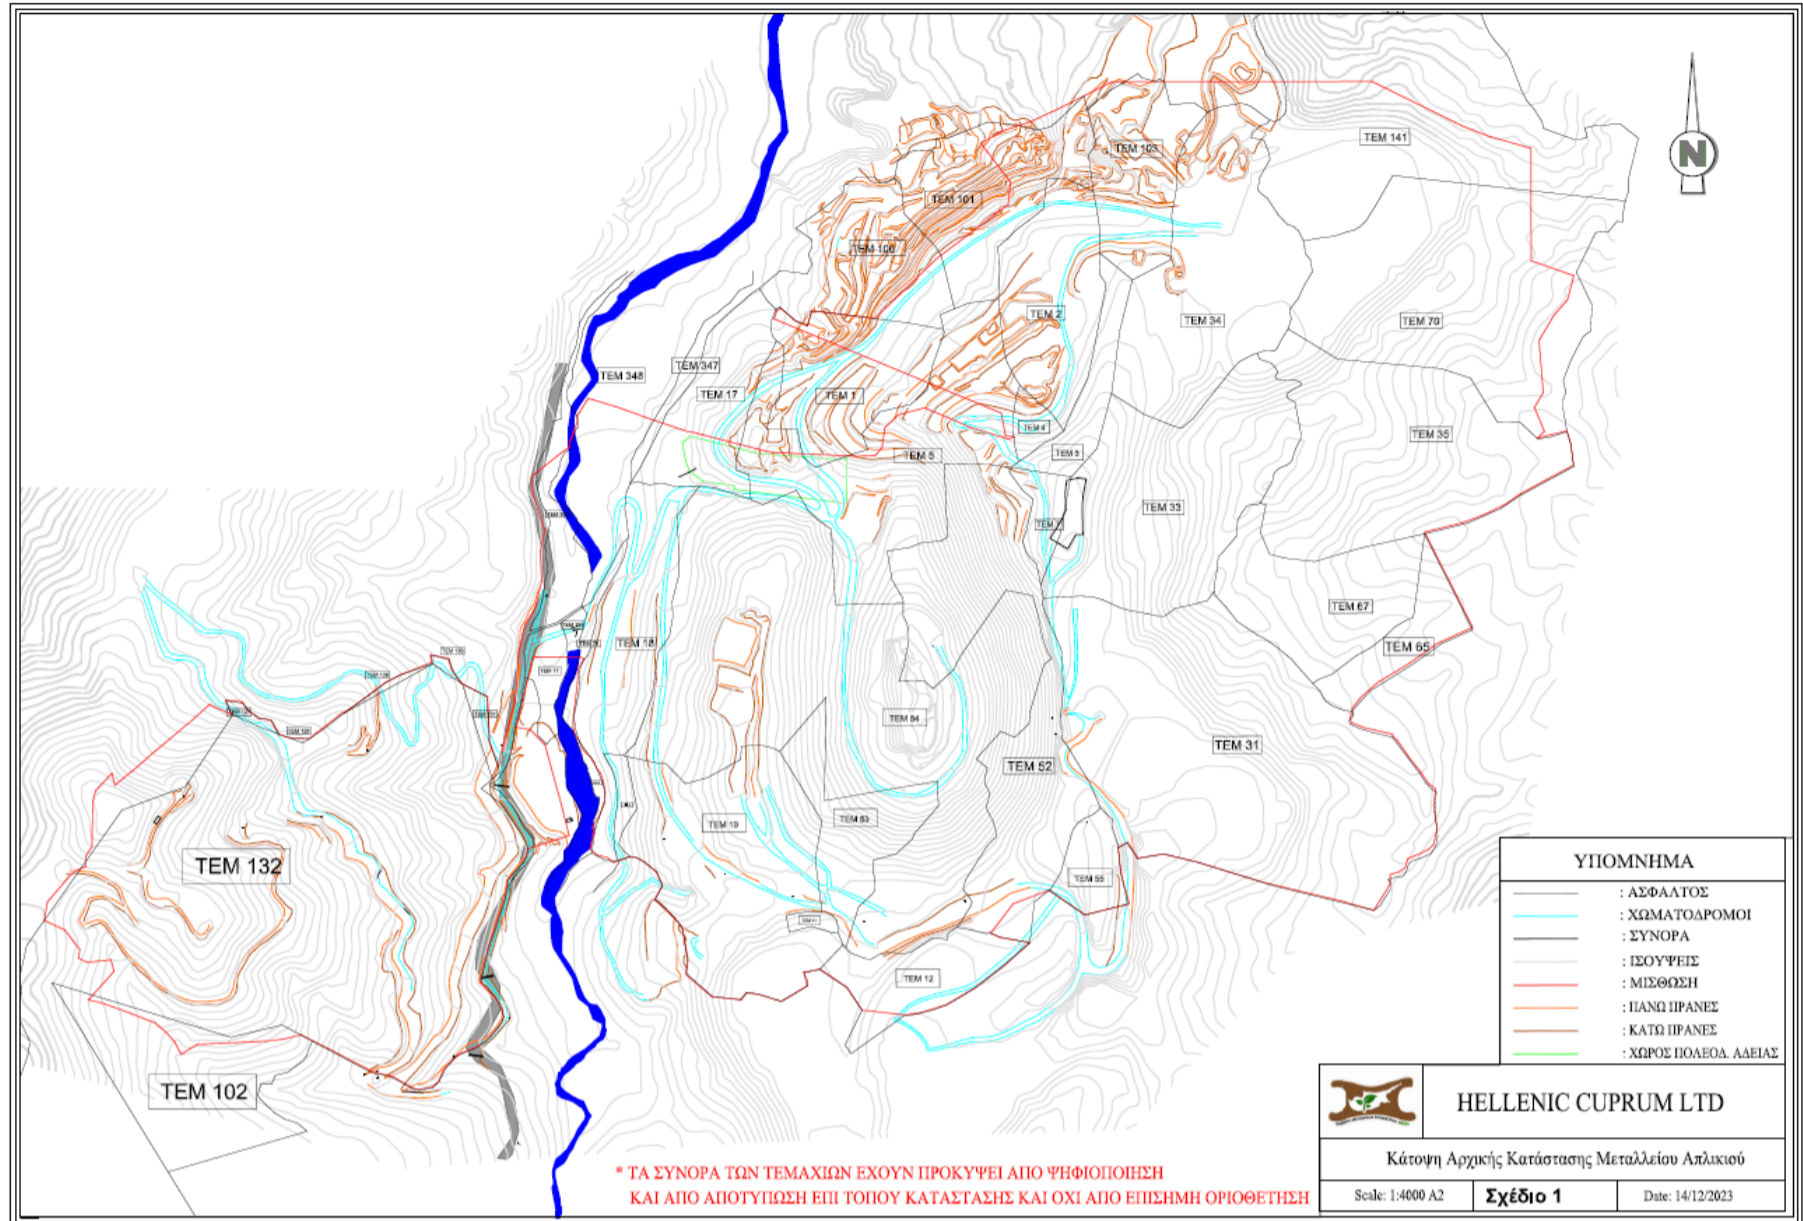 TEM 141
TEM 103
TEM 101
TEM 100
TEM 2
TEM 34
TEM 70
TEM 348
TEM 347
TEM 17
TEM 1
TEM 4
TEM 35
TEM 5
TEM 33
TEM 67
TEM 65
TEM 18
TEM 54
TEM 31
TEM 52
TEM 19
TEM 53
TEM 132
TEM 55
TEM 12
TEM 102
N
ΥΠΟΜΝΗΜΑ
: ΑΣΦΑΛΤΟΣ
: ΧΩΜΑΤΟΔΡΟΜΟΙ
: ΣΥΝΟΡΑ
: ΙΣΟΥΨΕΙΣ
: ΜΙΣΘΩΣΗ
: ΠΑΝΩ ΠΡΑΝΕΣ
: ΚΑΤΩ ΠΡΑΝΕΣ
: ΧΩΡΟΣ ΠΟΛΕΟΔ. ΑΔΕΙΑΣ
HELLENIC CUPRUM LTD
Κάτοψη Αρχικής Κατάστασης Μεταλλείου Απλικιού
Scale: 1:4000 A2
Σχέδιο 1
Date: 14/12/2023
* ΤΑ ΣΥΝΟΡΑ ΤΩΝ ΤΕΜΑΧΙΩΝ ΕΧΟΥΝ ΠΡΟΚΥΨΕΙ ΑΠΟ ΨΗΦΙΟΠΟΙΗΣΗ
ΚΑΙ ΑΠΟ ΑΠΟΤΥΠΩΣΗ ΕΠΙ ΤΟΠΟΥ ΚΑΤΑΣΤΑΣΗΣ ΚΑΙ ΟΧΙ ΑΠΟ ΕΠΙΣΗΜΗ ΟΡΙΟΘΕΤΗΣΗ